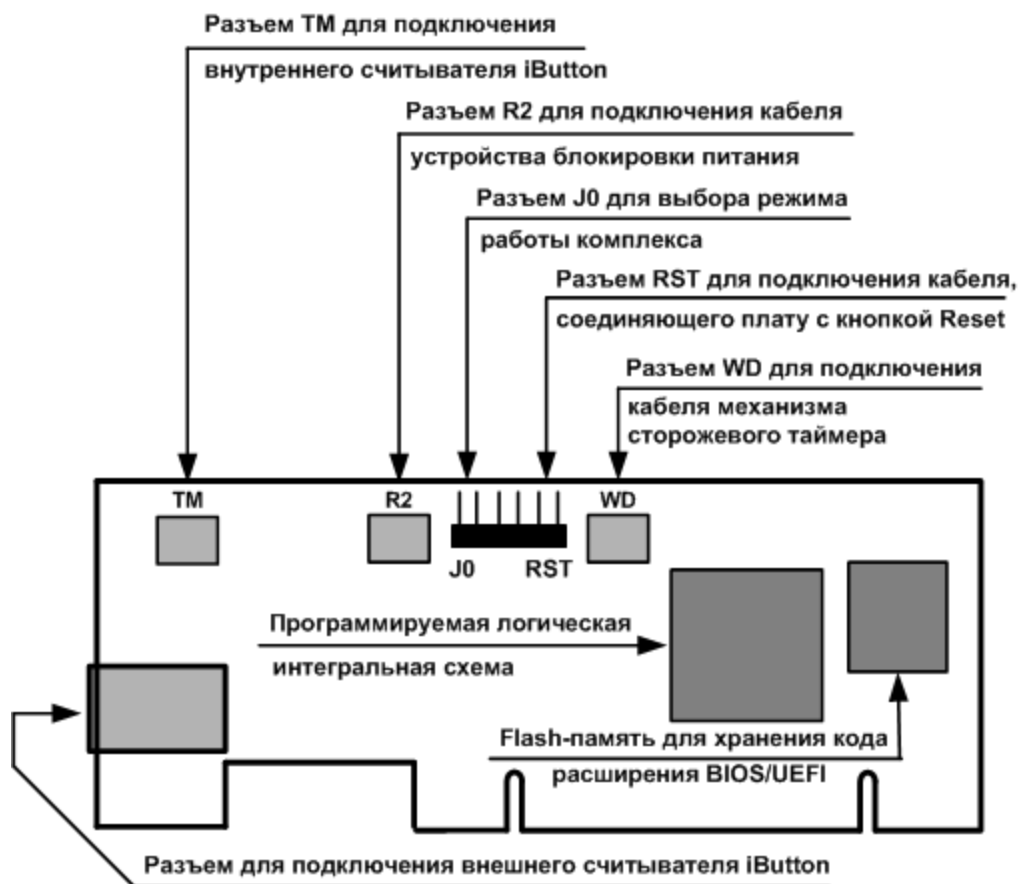 Разъем TM для подключения
внутреннего считывателя iButton
Разъем R2 для подключения кабеля
устройства блокировки питания
Разъем J0 для выбора режима
работы комплекса
Разъем RST для подключения кабеля,
соединяющего плату с кнопкой Reset
Разъем WD для подключения
кабеля механизма
сторожевого таймера
TM
R2
WD
J0
RST
Программируемая логическая
интегральная схема
Flash-память для хранения кода
расширения BIOS/UEFI
Разъем для подключения внешнего считывателя iButton